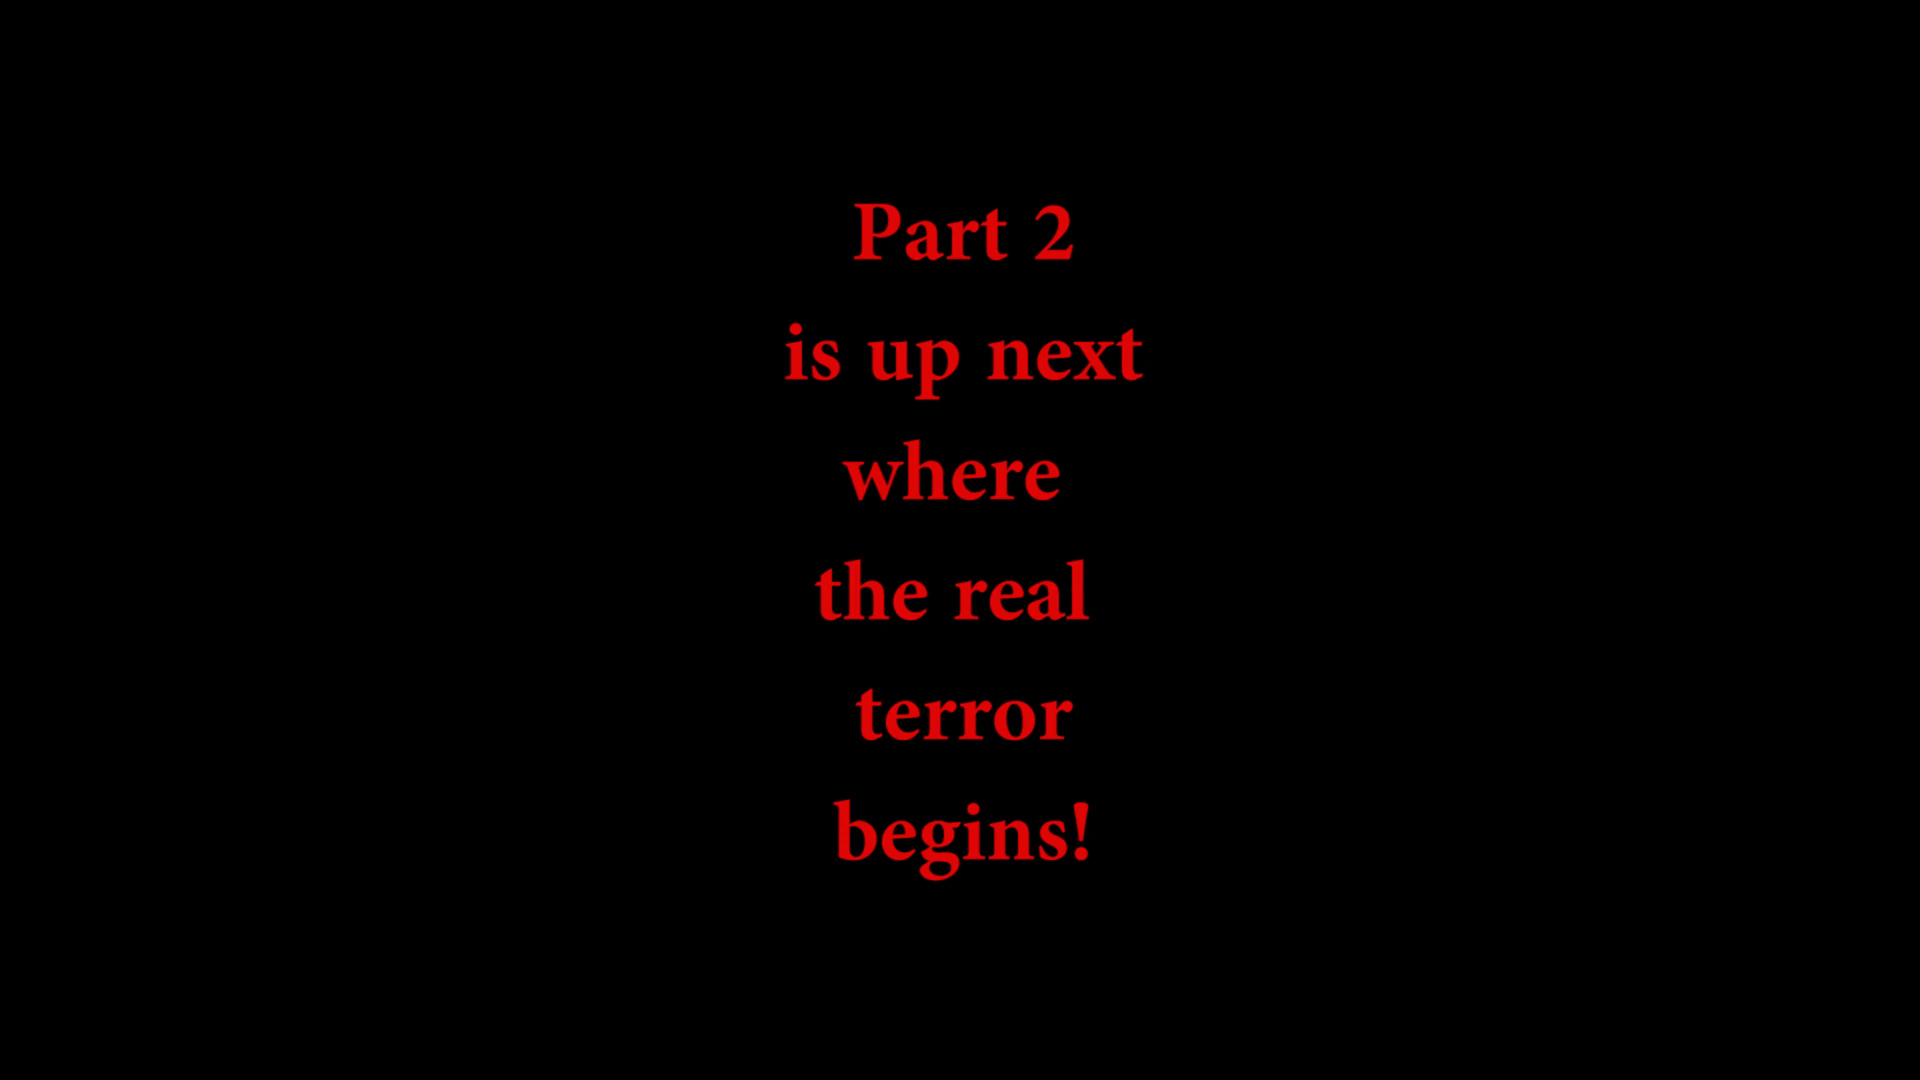 Part 2
is up next
where
the real
terror
begins!